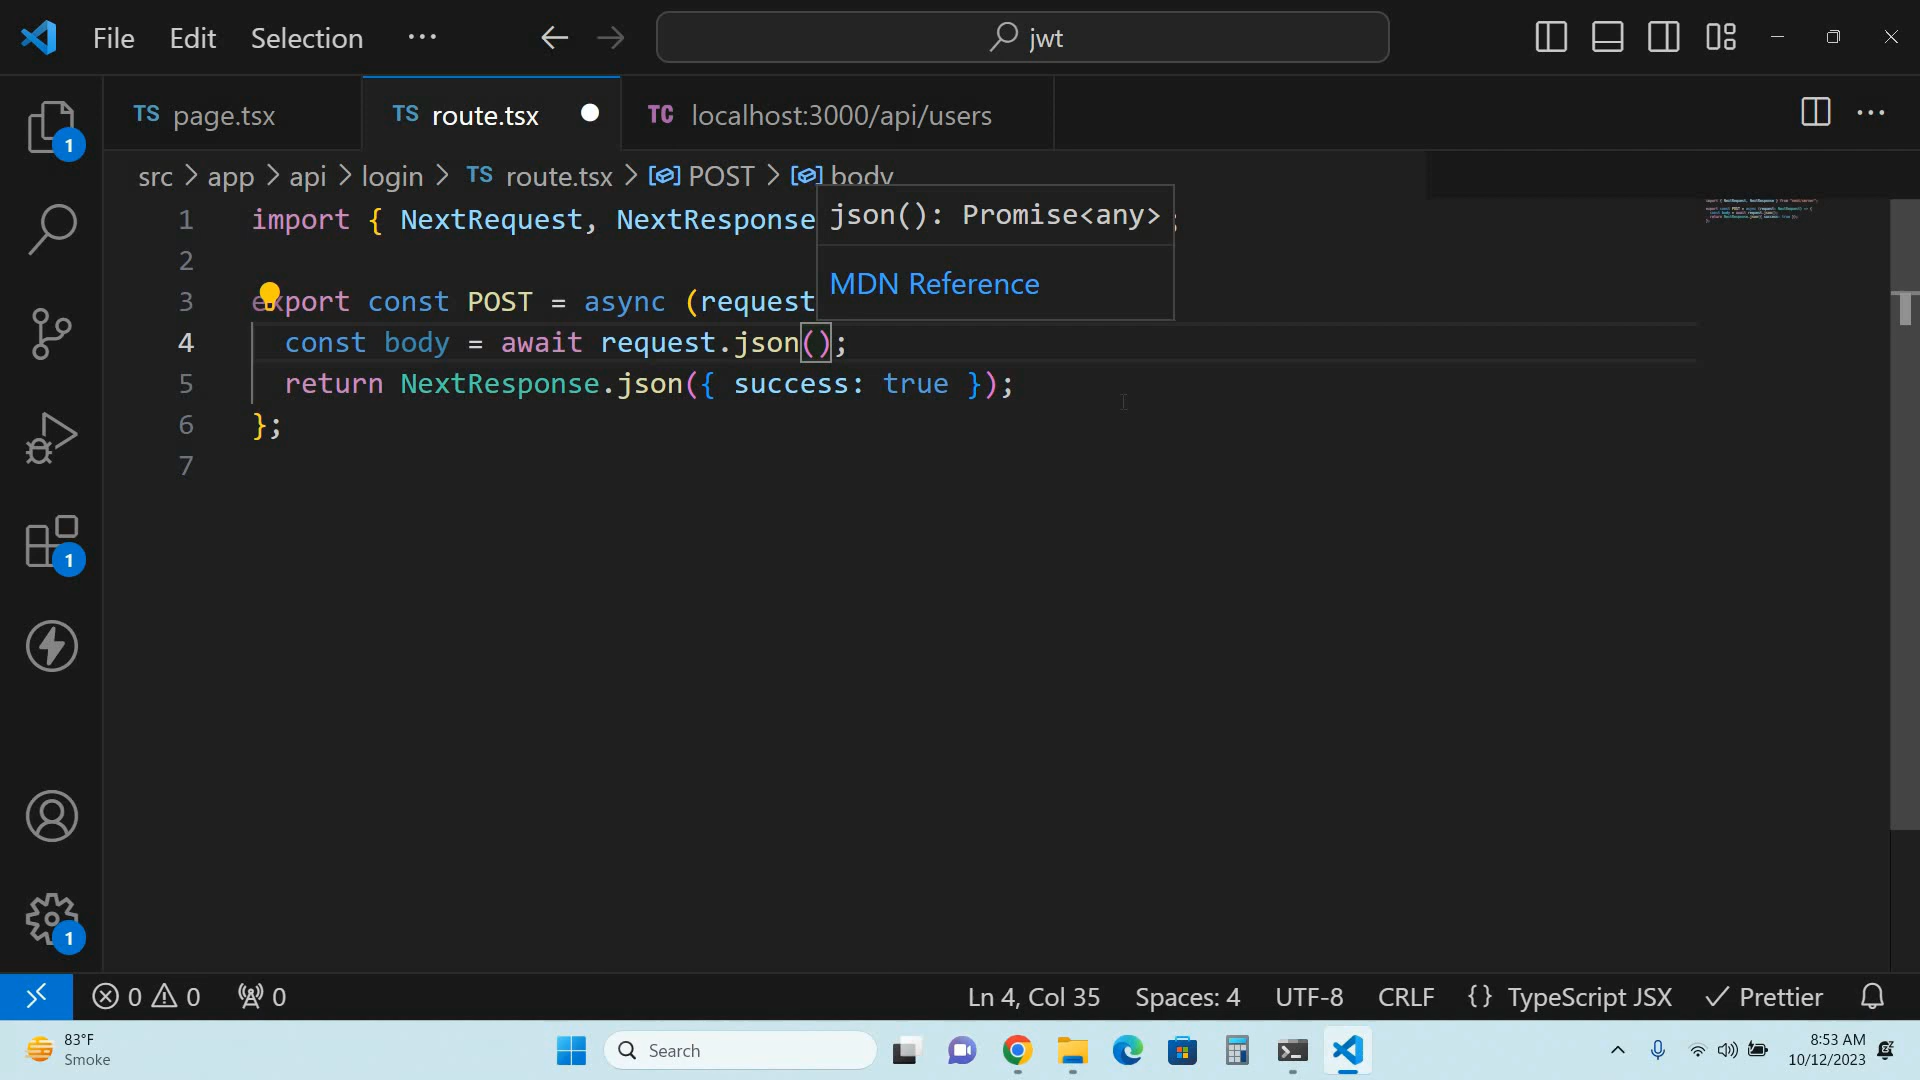 File Edit Selection ··· jwt
TS page.tsx TS route.tsx TC localhost:3000/api/users
src > app > api > login > TS route.tsx > POST > body
1 import { NextRequest, NextResponse ;
json(): Promise<any>
MDN Reference
2
3 export const POST = async (request
4 const body = await request.json();
5 return NextResponse.json({ success: true });
6 };
7
1
1
1
0 0 0 Ln 4, Col 35 Spaces: 4 UTF-8 CRLF {} TypeScript JSX Prettier
83°F
Smoke
Search
8:53 AM
10/12/2023